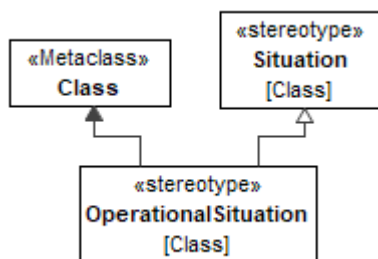 «Metaclass»
Class
«stereotype»
Situation
[Class]
«stereotype»
OperationalSituation
[Class]